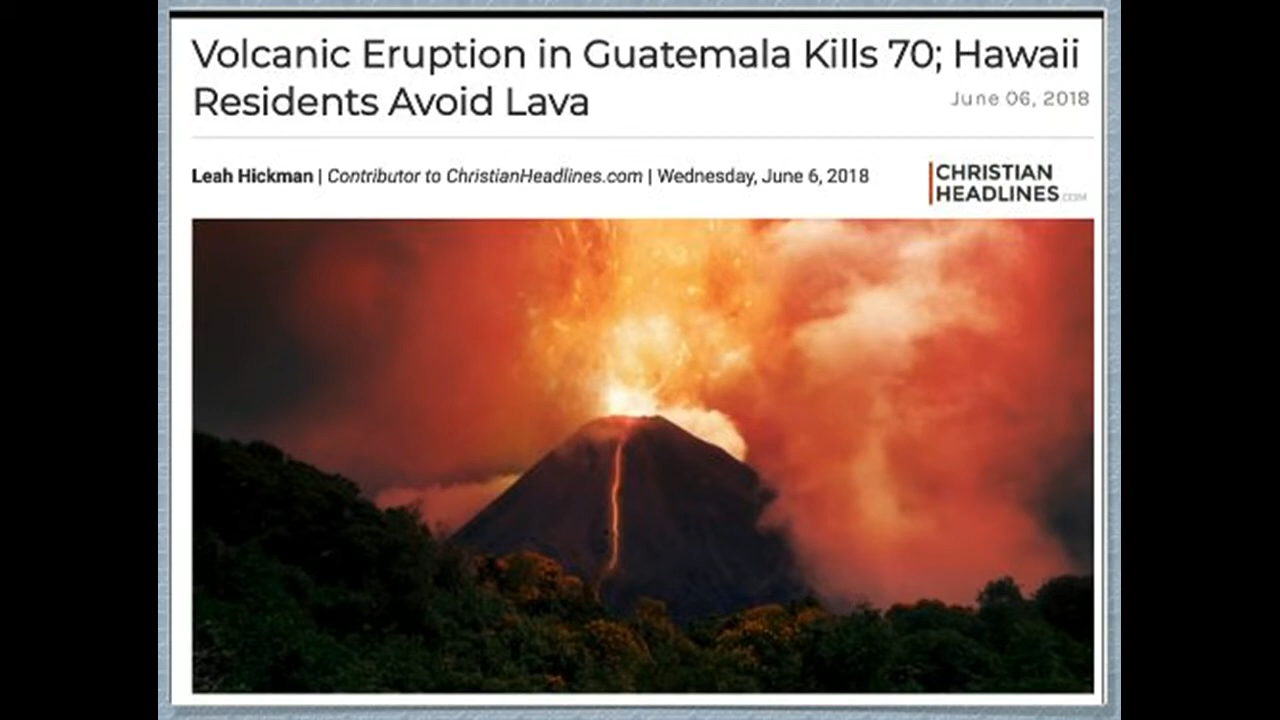 Volcanic Eruption in Guatemala Kills 70; Hawaii
Residents Avoid Lava
June 06, 2018
Leah Hickman | Contributor to ChristianHeadlines.com | Wednesday, June 6, 2018
CHRISTIAN
HEADLINES.COM